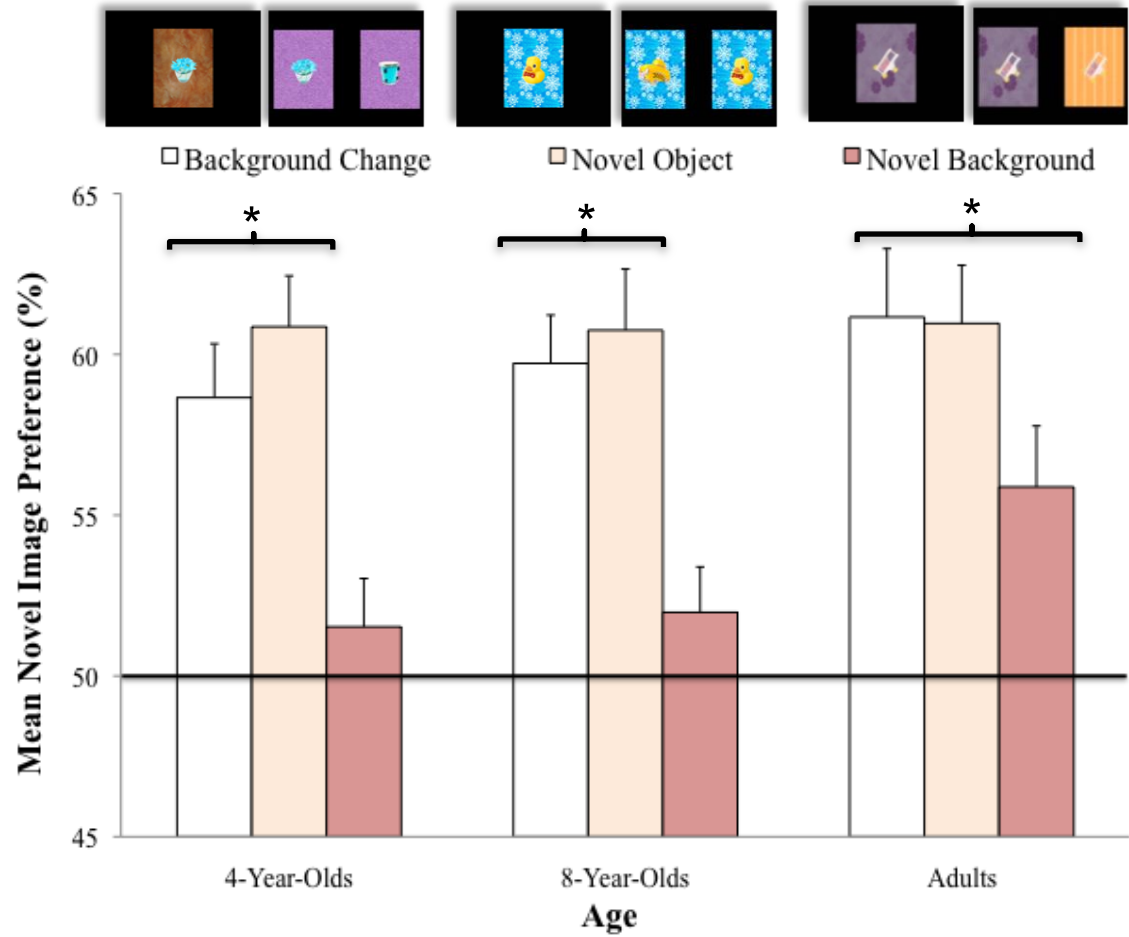 Background Change
Novel Object
Novel Background
65
*
*
*
60
55
50
45
Mean Novel Image Preference (%)
4-Year-Olds
8-Year-Olds
Adults
Age